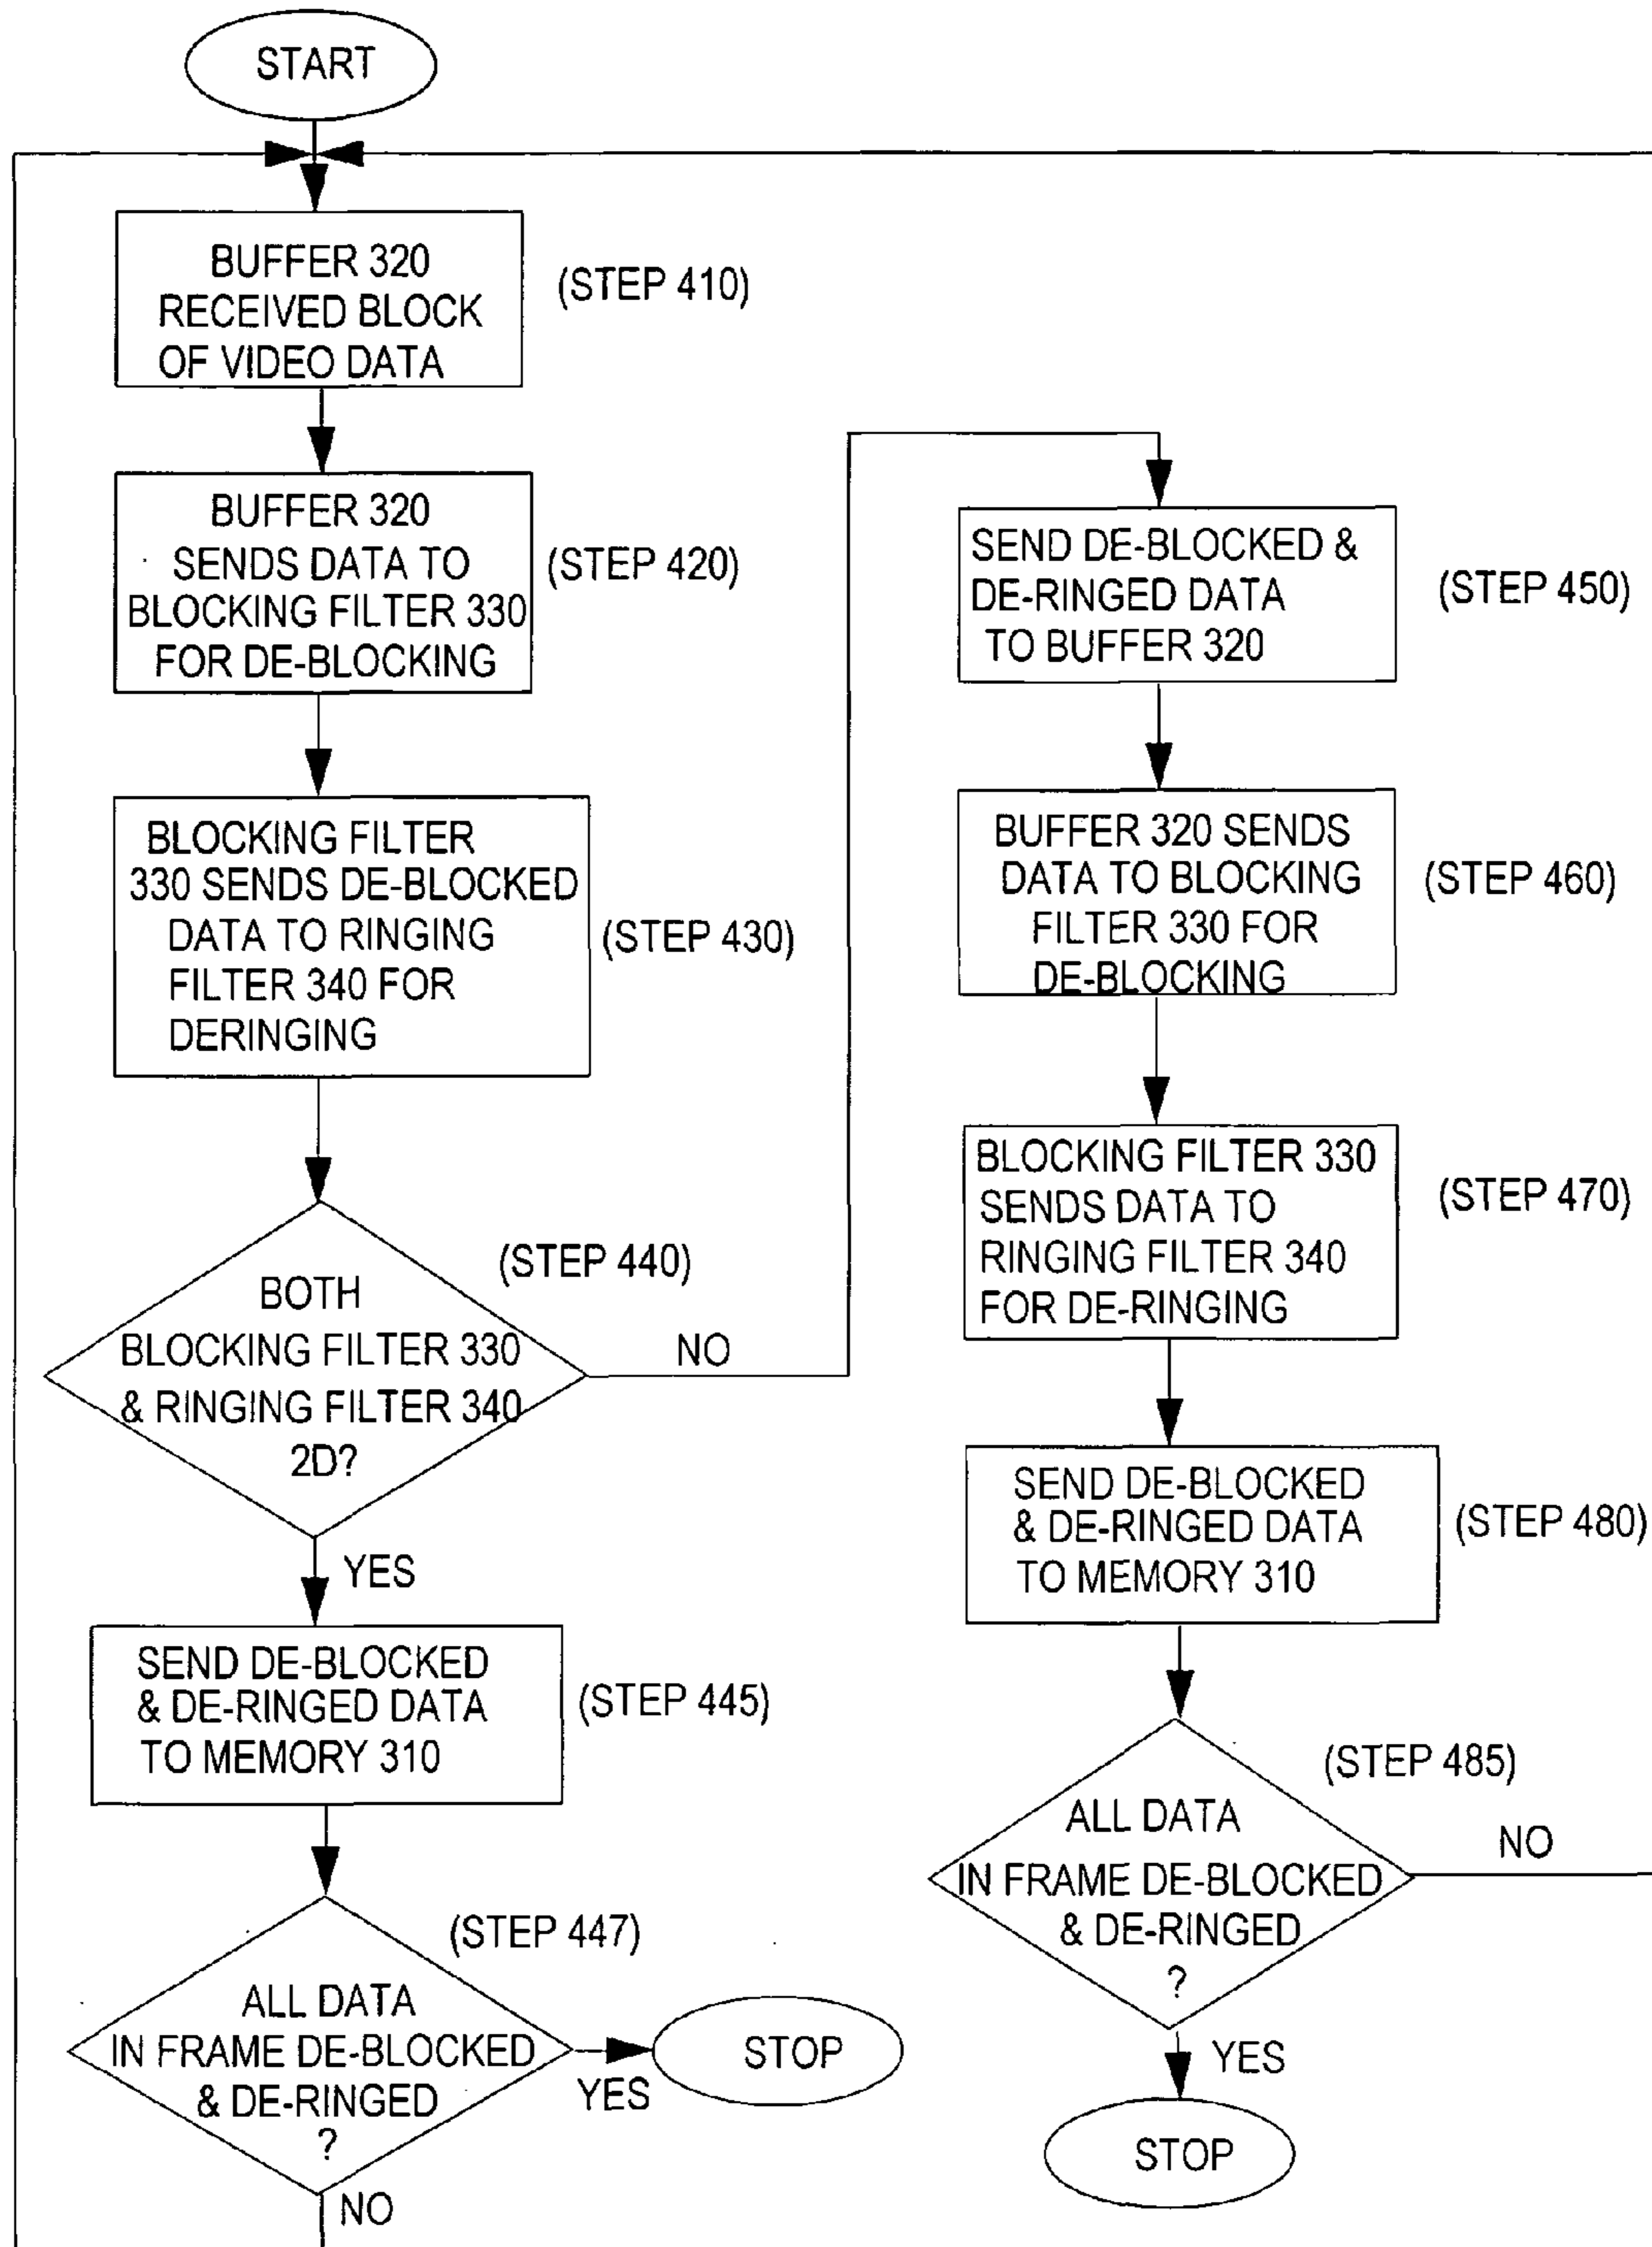 START
BUFFER 320
RECEIVED BLOCK
OF VIDEO DATA
(STEP 410)
BUFFER 320
SENDS DATA TO
BLOCKING FILTER 330
FOR DE-BLOCKING
(STEP 420)
BLOCKING FILTER
330 SENDS DE-BLOCKED
DATA TO RINGING
FILTER 340 FOR
DERINGING
(STEP 430)
(STEP 440)
BOTH
BLOCKING FILTER 330
& RINGING FILTER 340
2D?
NO
YES
SEND DE-BLOCKED
& DE-RINGED DATA
TO MEMORY 310
(STEP 445)
(STEP 447)
ALL DATA
IN FRAME DE-BLOCKED
& DE-RINGED
?
YES
STOP
NO
SEND DE-BLOCKED &
DE-RINGED DATA
TO BUFFER 320
(STEP 450)
BUFFER 320 SENDS
DATA TO BLOCKING
FILTER 330 FOR
DE-BLOCKING
(STEP 460)
BLOCKING FILTER 330
SENDS DATA TO
RINGING FILTER 340
FOR DE-RINGING
(STEP 470)
SEND DE-BLOCKED
& DE-RINGED DATA
TO MEMORY 310
(STEP 480)
(STEP 485)
ALL DATA
IN FRAME DE-BLOCKED
& DE-RINGED
?
NO
YES
STOP